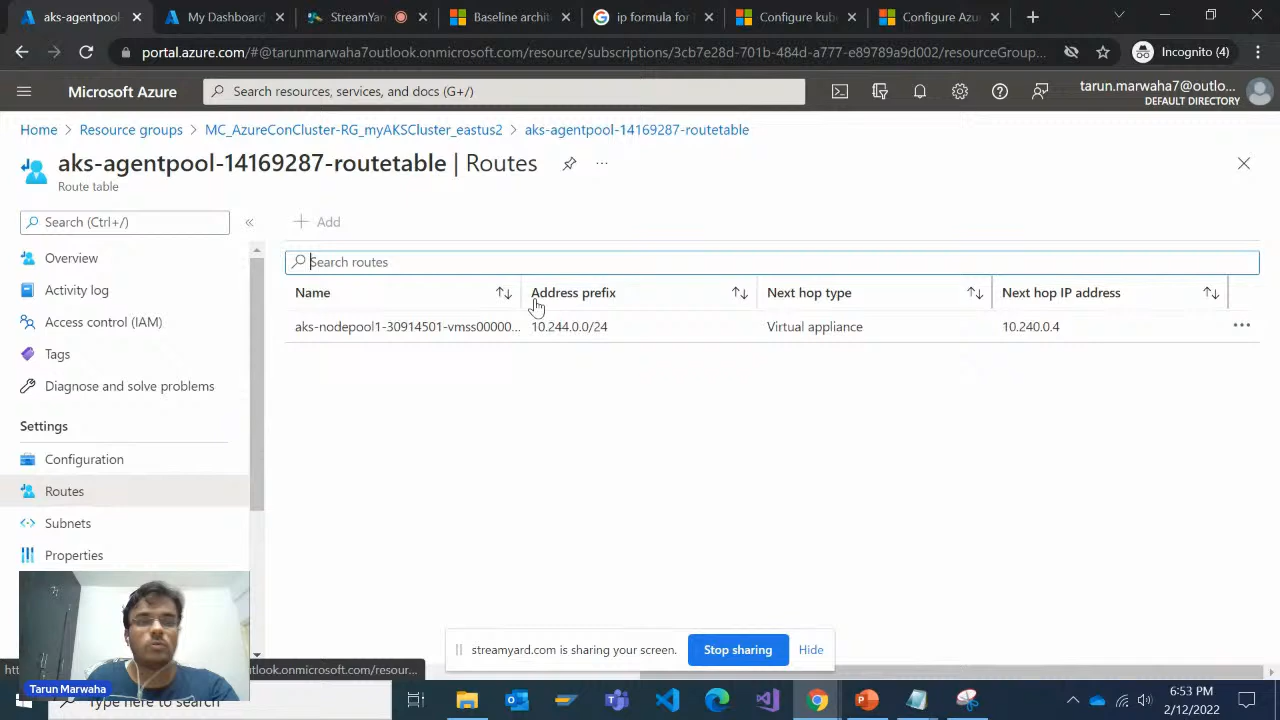 aks-agentpool
My Dashboard
StreamYar
Baseline archit
ip formula for
Configure kub
Configure Azu
portal.azure.com/#@tarunmarwaha7outlook.onmicrosoft.com/resource/subscriptions/3cb7e28d-701b-484d-a777-e89789a9d002/resourceGroup...
Incognito (4)
Microsoft Azure
Search resources, services, and docs (G+/)
tarun.marwaha7@outlo...
DEFAULT DIRECTORY
Home > Resource groups > MC_AzureConCluster-RG_myAKSCluster_eastus2 > aks-agentpool-14169287-routetable
aks-agentpool-14169287-routetable | Routes
Route table
Search (Ctrl+/)
Add
Overview
Activity log
Access control (IAM)
Tags
Diagnose and solve problems
Settings
Configuration
Routes
Subnets
Properties
Search routes
Name Address prefix Next hop type Next hop IP address
aks-nodepool1-30914501-vmss00000... 10.244.0.0/24 Virtual appliance 10.240.0.4
streamyard.com is sharing your screen. Stop sharing Hide
outlook.onmicrosoft.com/resour...
Tarun Marwaha
Type here to search
6:53 PM
2/12/2022